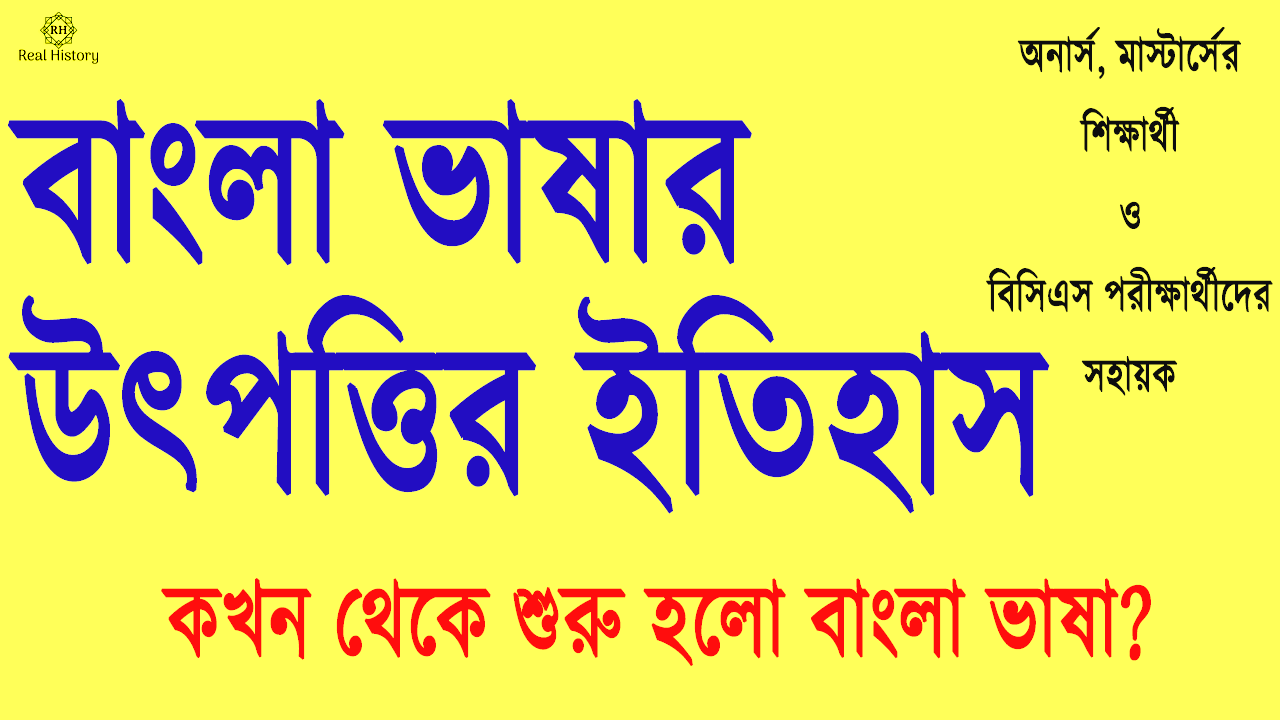 RH
Real History
বাংলা ভাষার
উৎপত্তির ইতিহাস
অনার্স, মাস্টার্সের
শিক্ষার্থী
ও
বিসিএস পরীক্ষার্থীদের
সহায়ক
কখন থেকে শুরু হলো বাংলা ভাষা?